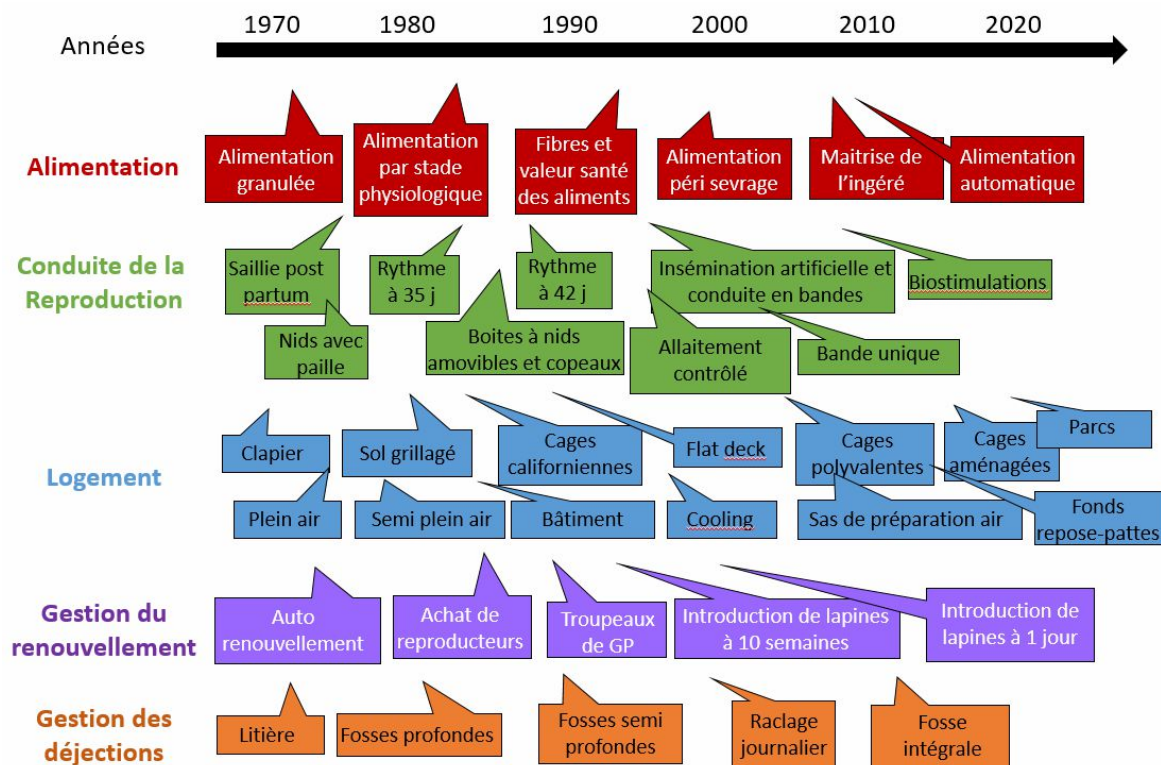 1970 1980 1990 2000 2010 2020
Années
Alimentation
Alimentation
granulée
Alimentation
par stade
physiologique
Fibres et
valeur santé
des aliments
Alimentation
péri sevrage
Maitrise de
l’ingéré
Alimentation
automatique
Conduite de la
Reproduction
Saillie post
partum
Rythme
à 35 j
Rythme
à 42 j
Insémination artificielle et
conduite en bandes
Biostimulations
Nids avec
paille
Boites à nids
amovibles et copeaux
Allaitement
contrôlé
Bande unique
Logement
Clapier
Sol grillagé
Cages
californiennes
Flat deck
Cages
polyvalentes
Cages
aménagées
Parcs
Plein air
Semi plein air
Bâtiment
Cooling
Sas de préparation air
Fonds
repose-pattes
Gestion du
renouvellement
Auto
renouvellement
Achat de
reproducteurs
Troupeaux
de GP
Introduction de lapines
à 10 semaines
Introduction de
lapines à 1 jour
Gestion des
déjections
Litière
Fosses profondes
Fosses semi
profondes
Raclage
journalier
Fosse
intégrale